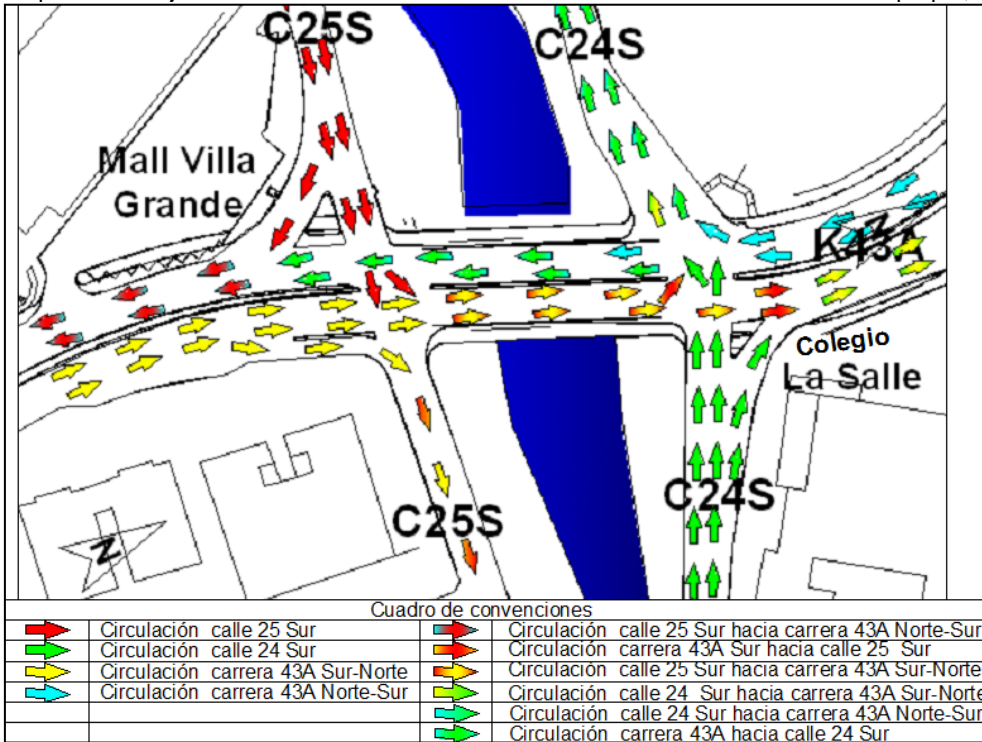 C25S
C24S
Mall Villa
Grande
K43A
Colegio
La Salle
C25S
C24S
N
Cuadro de convenciones
Circulación calle 25 Sur
Circulación calle 25 Sur hacia carrera 43A Norte-Sur
Circulación calle 24 Sur
Circulación carrera 43A Sur hacia calle 25 Sur
Circulación carrera 43A Sur-Norte
Circulación calle 25 Sur hacia carrera 43A Sur-Norte
Circulación carrera 43A Norte-Sur
Circulación calle 24 Sur hacia carrera 43A Sur-Norte
Circulación calle 24 Sur hacia carrera 43A Norte-Sur
Circulación carrera 43A hacia calle 24 Sur